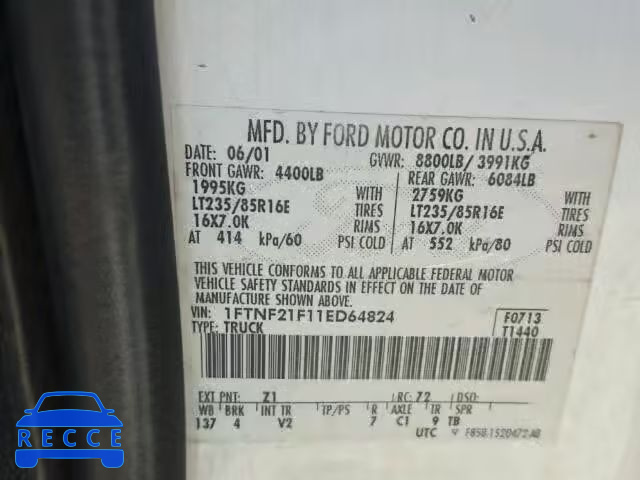 MFD. BY FORD MOTOR CO. IN U.S.A.
DATE: 06/01 GVWR: 8800LB/ 3991KG
FRONT GAWR: 4400LB REAR GAWR: 6084LB
1995KG WITH 2759KG WITH
LT235/85R16E TIRES LT235/85R16E TIRES
16X7.0K RIMS 16X7.0K RIMS
AT 414 kPa/60 PSI COLD AT 552 kPa/80 PSI COLD
THIS VEHICLE CONFORMS TO ALL APPLICABLE FEDERAL MOTOR
VEHICLE SAFETY STANDARDS IN EFFECT ON THE DATE OF
MANUFACTURE SHOWN ABOVE.
VIN: 1FTNF21F11ED64824 F0713
TYPE: TRUCK T1440
EXT PNT: Z1 RC: 72 DSO:
WB BRK INT TR TP/PS R AXLE TR SPR
137 4 V2 7 C1 9 TB
UTC
RECCE
.COM